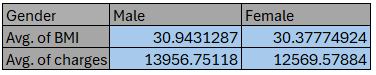 Gender Male Female
Avg. of BMI 30.9431287 30.37774924
Avg. of charges 13956.75118 12569.57884